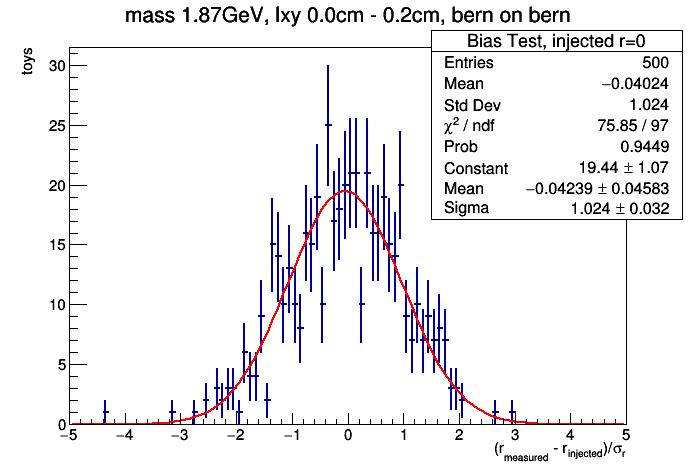 mass 1.87GeV, lxy 0.0cm - 0.2cm, bern on bern
toys
Bias Test, injected r=0
Entries 500
Mean −0.04024
Std Dev 1.024
χ² / ndf 75.85 / 97
Prob 0.9449
Constant 19.44 ± 1.07
Mean −0.04239 ± 0.04583
Sigma 1.024 ± 0.032
30
25
20
15
10
5
0
−5 −4 −3 −2 −1 0 1 2 3 4 5
(r_measured - r_injected)/σ_r